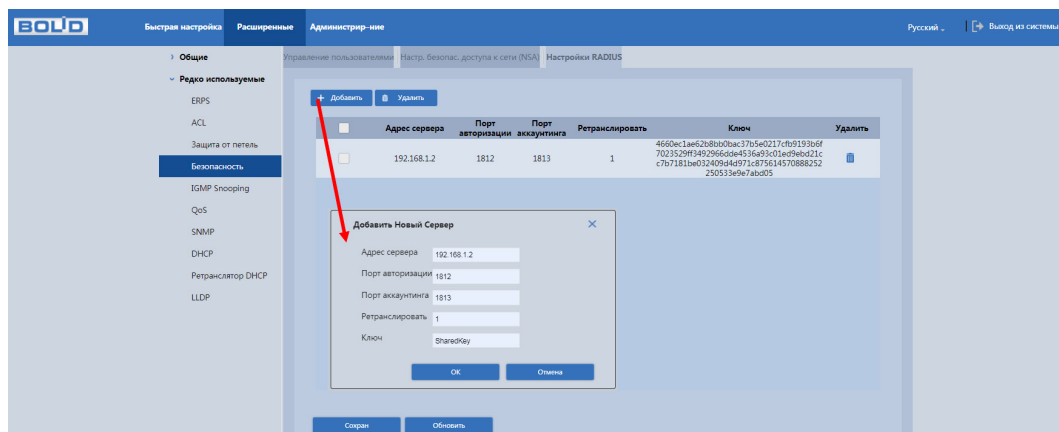 BOLID
Быстрая настройка Расширенные Администрир-ние Русский Выход из системы
Общие
Редко используемые
ERPS
ACL
Защита от петель
Безопасность
IGMP Snooping
QoS
SNMP
DHCP
Ретранслятор DHCP
LLDP
Управление пользователями Настр. безопас. доступа к сети (NSA) Настройки RADIUS
+ Добавить Удалить
Адрес сервера Порт авторизации Порт аккаунтинга Ретранслировать Ключ Удалить
192.168.1.2 1812 1813 1
4660ec1ae62b8bb0bac37b5e0217cfb9193b6f
7023529ff3492966dde4536a93c01ed9ebd21c
c7b7181be032409d4d971c875614570888252
250533e9e7abd05
Добавить Новый Сервер
Адрес сервера 192.168.1.2
Порт авторизации 1812
Порт аккаунтинга 1813
Ретранслировать 1
Ключ SharedKey
OK Отмена
Сохран Обновить